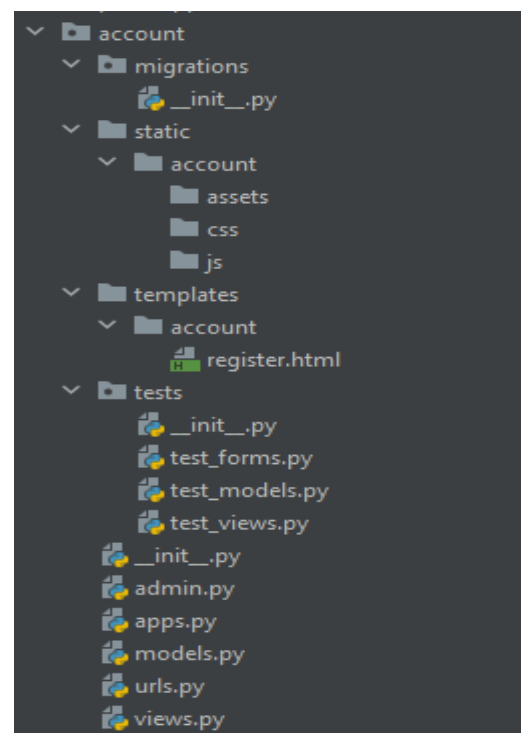 account
migrations
__init__.py
static
account
assets
css
js
templates
account
H register.html
tests
__init__.py
test_forms.py
test_models.py
test_views.py
__init__.py
admin.py
apps.py
models.py
urls.py
views.py